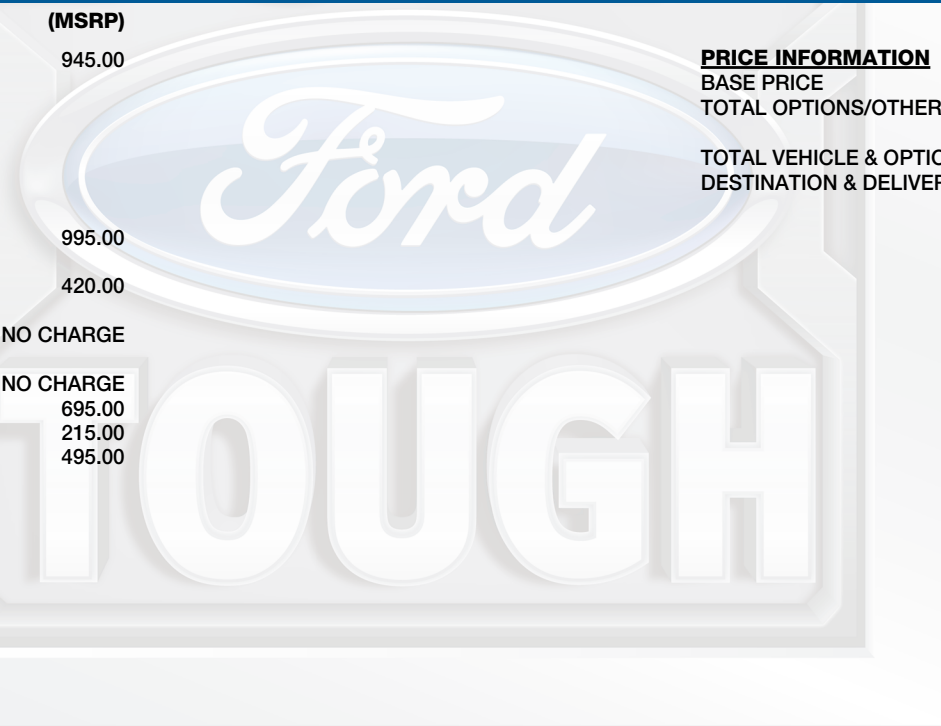 (MSRP)
945.00
995.00
420.00
NO CHARGE
NO CHARGE
695.00
215.00
495.00
PRICE INFORMATION
BASE PRICE
TOTAL OPTIONS/OTHER
TOTAL VEHICLE & OPTIO
DESTINATION & DELIVER
Ford
TOUGH